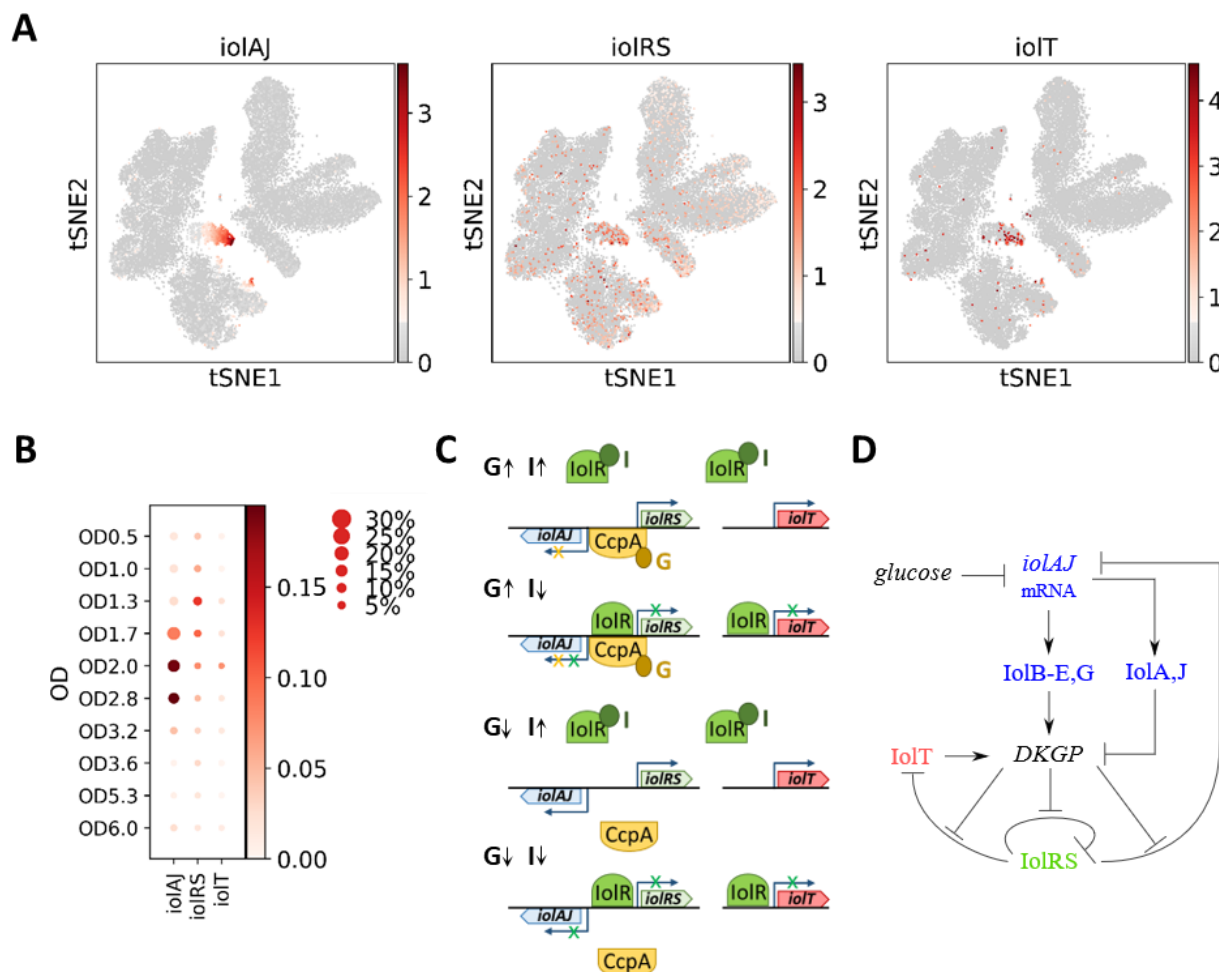 A
iolAJ
iolRS
iolT
tSNE2
tSNE1
3
2
1
0
tSNE2
tSNE1
3
2
1
0
tSNE2
tSNE1
4
3
2
1
0
B
OD
OD0.5
OD1.0
OD1.3
OD1.7
OD2.0
OD2.8
OD3.2
OD3.6
OD5.3
OD6.0
iolAJ
iolRS
iolT
0.15
0.10
0.05
0.00
30%
25%
20%
15%
10%
5%
C
G↑ I↑
IolR I
IolR I
iolAJ
CcpA
G
iolRS
iolT
G↑ I↓
IolR
IolR
iolAJ
CcpA
G
iolRS
iolT
G↓ I↑
IolR I
IolR I
iolAJ
iolRS
iolT
CcpA
G↓ I↓
IolR
IolR
iolAJ
iolRS
iolT
CcpA
D
glucose
iolAJ
mRNA
IolB-E,G
IolA,J
IolT
DKGP
IolRS